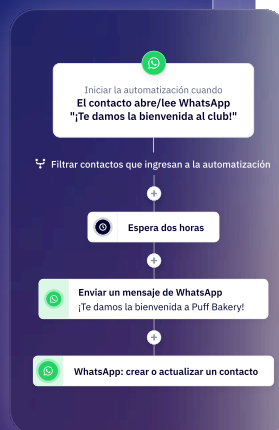 Iniciar la automatización cuando
El contacto abre/lee WhatsApp
"¡Te damos la bienvenida al club!"
Filtrar contactos que ingresan a la automatización
Espera dos horas
Enviar un mensaje de WhatsApp
¡Te damos la bienvenida a Puff Bakery!
WhatsApp: crear o actualizar un contacto